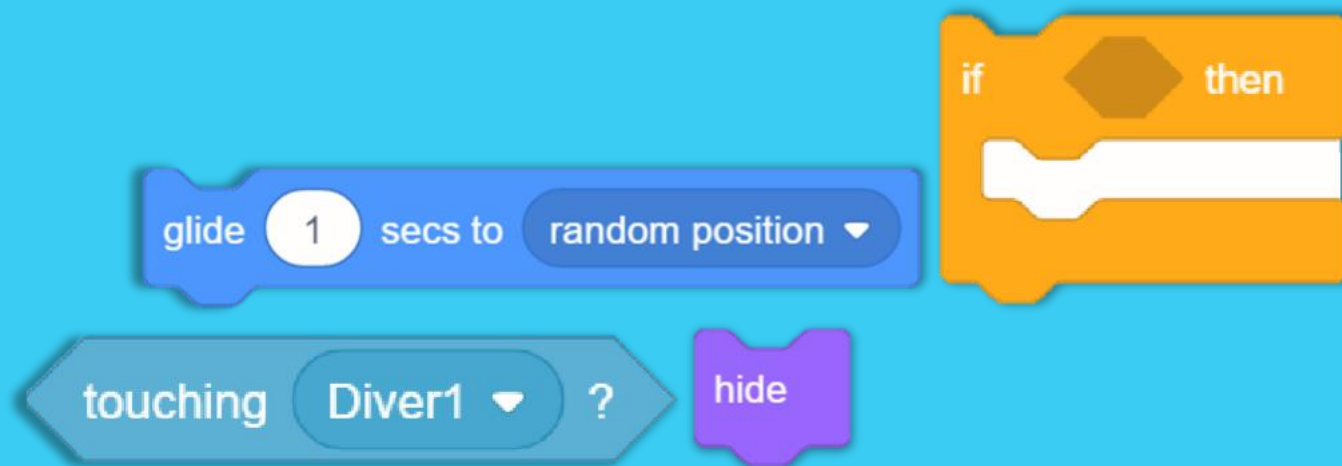 if then
glide 1 secs to random position
touching Diver1 ?
hide